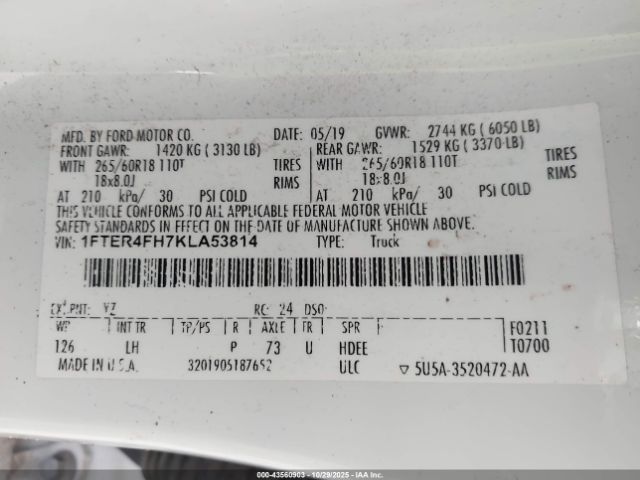 MFD. BY FORD MOTOR CO. DATE: 05/19 GVWR: 2744 KG ( 6050 LB)
FRONT GAWR: 1420 KG ( 3130 LB) REAR GAWR: 1529 KG ( 3370 LB)
WITH 265/60R18 110T TIRES WITH 265/60R18 110T TIRES
18x8.0J RIMS 18x8.0J RIMS
AT 210 kPa/ 30 PSI COLD AT 210 kPa/ 30 PSI COLD
THIS VEHICLE CONFORMS TO ALL APPLICABLE FEDERAL MOTOR VEHICLE
SAFETY STANDARDS IN EFFECT ON THE DATE OF MANUFACTURE SHOWN ABOVE.
VIN: 1FTER4FH7KLA53814 TYPE: Truck
EXT PNT: YZ RC: 24 DSO:
WB INT TR TP/PS R AXLE TR SPR F0211
126 LH P 73 U HDEE T0700
MADE IN U.S.A. 3201905187652 ULC 5U5A-3520472-AA
000-43560903 - 10/29/2025 - COPYRIGHT IAA, LLC.